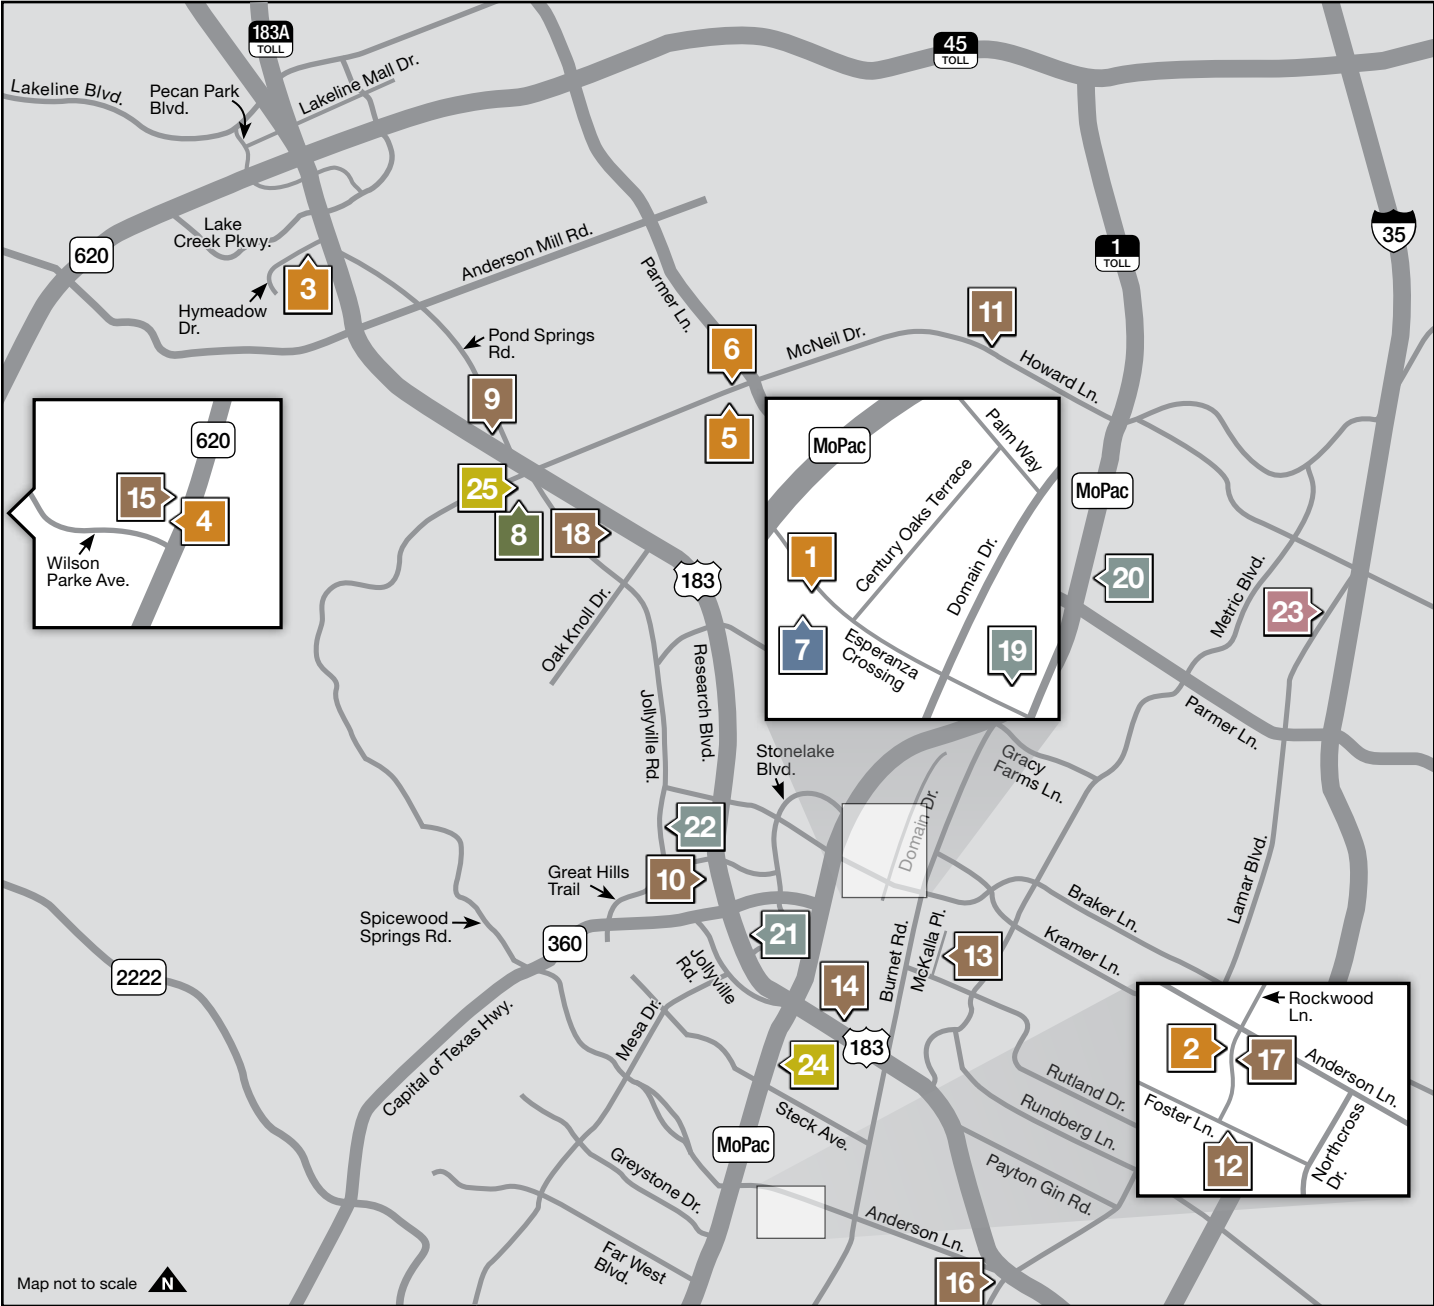 183A
TOLL
45
TOLL
Lakeline Blvd.
Pecan Park
Blvd.
Lakeline Mall Dr.
Lake
Creek Pkwy.
620
Hymeadow
Dr.
3
Anderson Mill Rd.
Parmer Ln.
1
TOLL
35
Pond Springs
Rd.
6
McNeil Dr.
11
Howard Ln.
9
5
25
8
18
620
15
4
Wilson
Parke Ave.
183
Oak Knoll Dr.
Research Blvd.
Jollyville Rd.
MoPac
Palm Way
Century Oaks Terrace
Domain Dr.
1
7
Esperanza
Crossing
19
MoPac
20
Metric Blvd.
23
Parmer Ln.
Stonelake
Blvd.
Gracy
Farms Ln.
Domain Dr.
22
10
Great Hills
Trail
Spicewood
Springs Rd.
360
21
Jollyville
Rd.
Lamar Blvd.
Braker Ln.
Kramer Ln.
Burnet Rd.
McKalla Pl.
13
14
183
24
2222
Capital of Texas Hwy.
Mesa Dr.
Steck Ave.
Rutland Dr.
Rundberg Ln.
Payton Gin Rd.
Rockwood
Ln.
2
17
Anderson Ln.
Foster Ln.
12
Northcross
Dr.
MoPac
Greystone Dr.
Far West
Blvd.
Anderson Ln.
16
Map not to scale
N